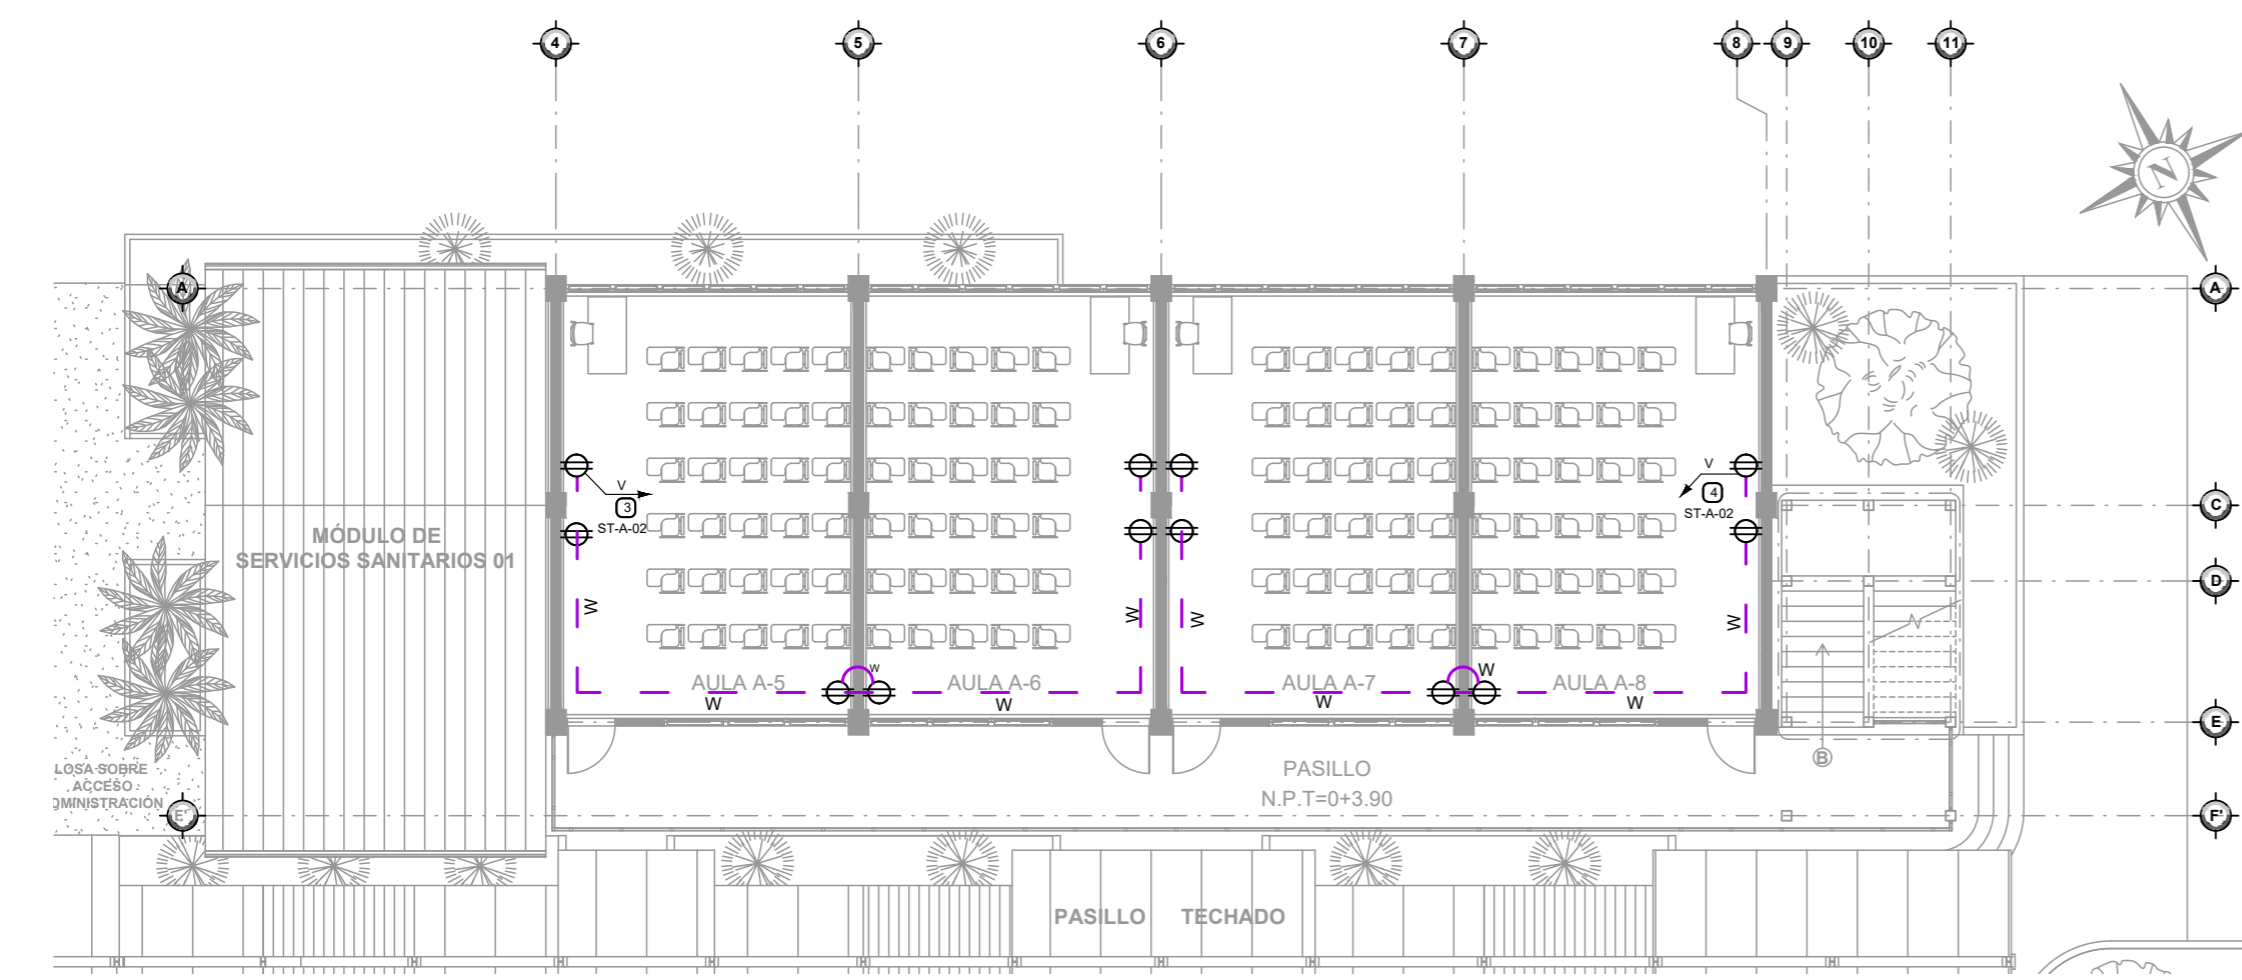 4
5
6
7
8
9
10
11
N
A
A
V
3
ST-A-02
V
4
ST-A-02
C
MÓDULO DE
SERVICIOS SANITARIOS 01
D
W
W
W
W
AULA A-5
W
AULA A-6
AULA A-7
W
AULA A-8
W
W
W
W
E
N
B
LOSA SOBRE
ACCESO
DMINISTRACIÓN
PASILLO
N.P.T=0+3.90
F'
PASILLO TECHADO